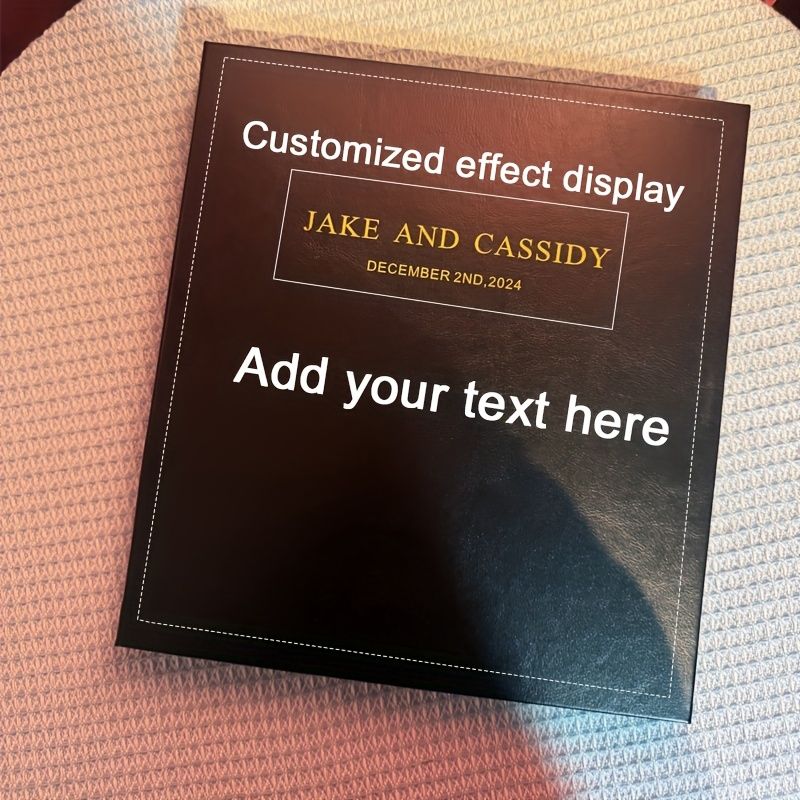 Customized effect display
JAKE AND CASSIDY
DECEMBER 2ND,2024
Add your text here